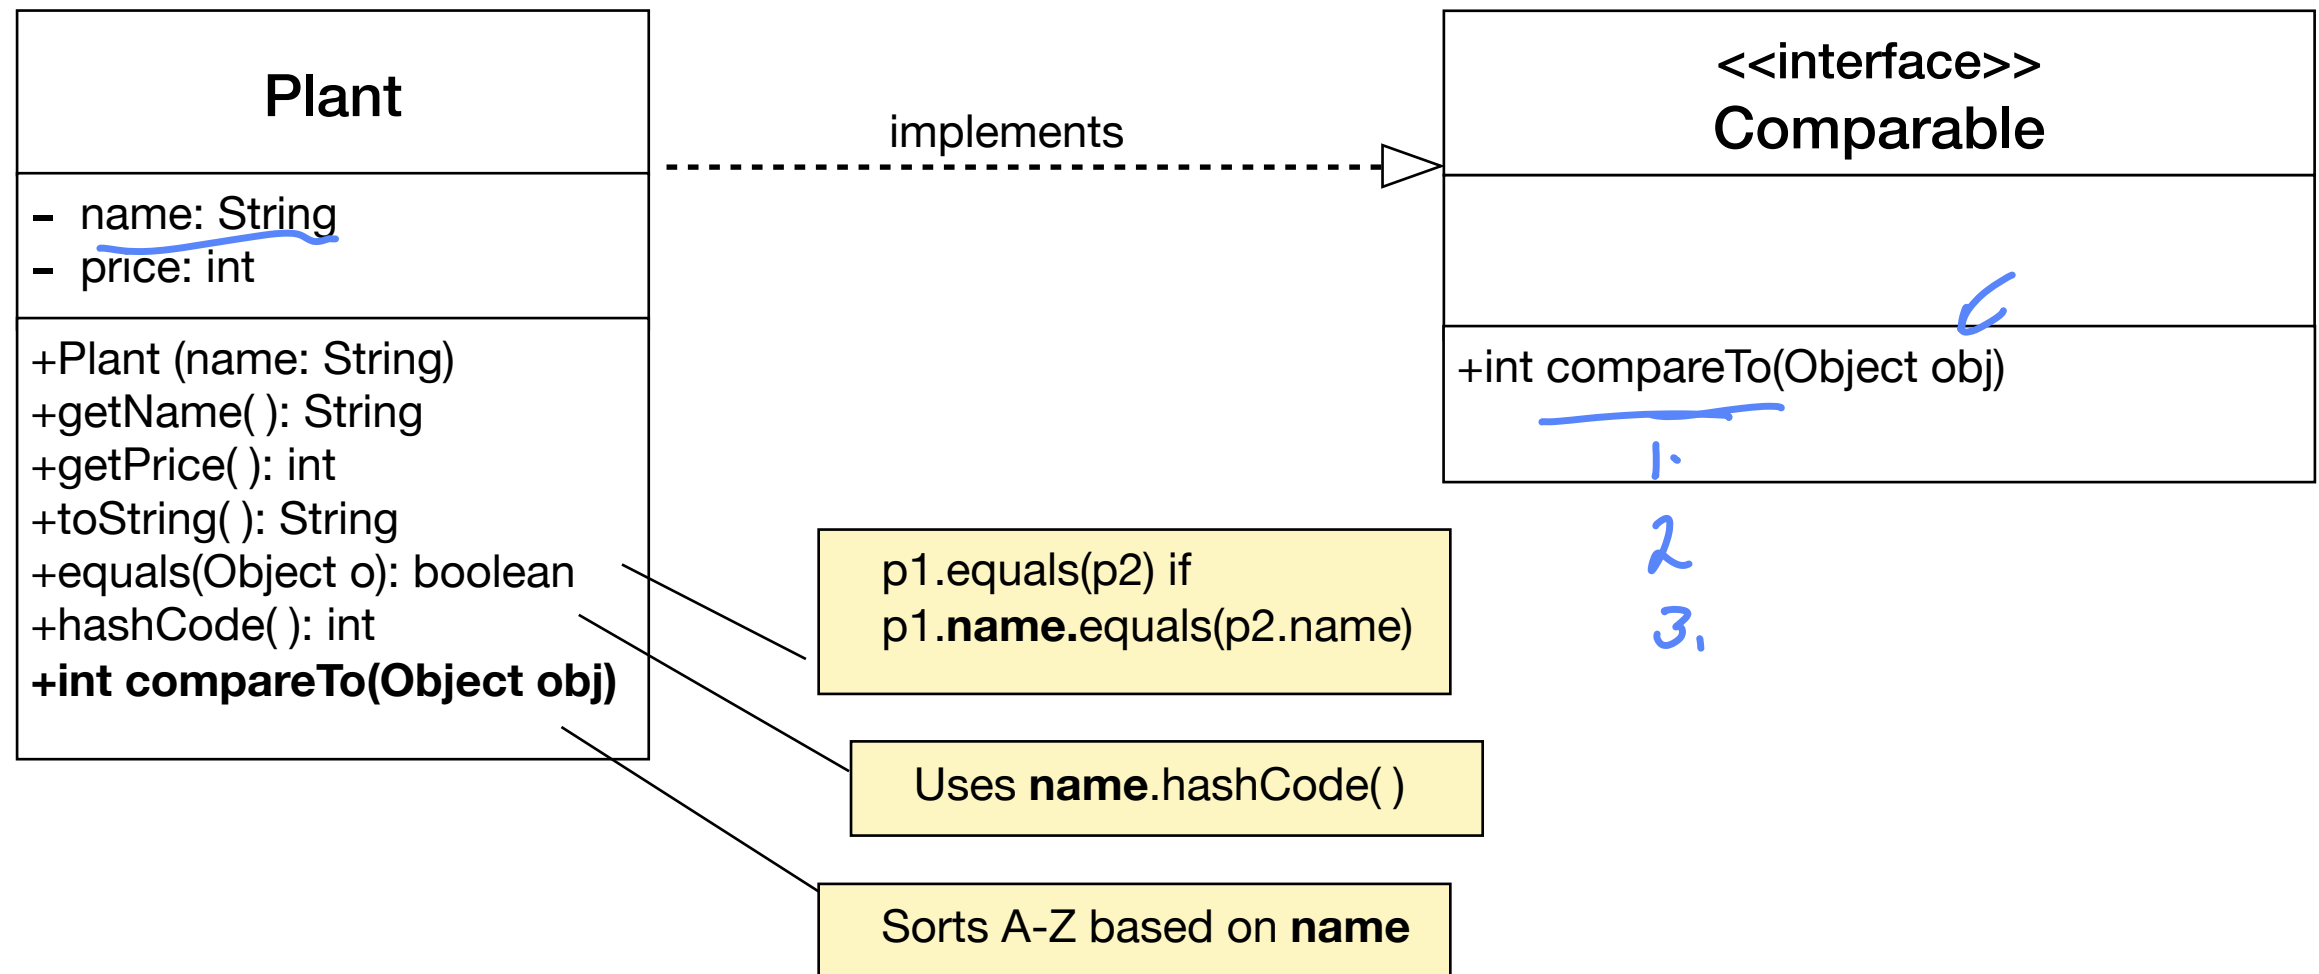 Plant
- name: String
- price: int
+Plant (name: String)
+getName( ): String
+getPrice( ): int
+toString( ): String
+equals(Object o): boolean
+hashCode( ): int
+int compareTo(Object obj)
implements
<<interface>>
Comparable
+int compareTo(Object obj)
1.
2
3.
p1.equals(p2) if
p1.name.equals(p2.name)
Uses name.hashCode( )
Sorts A-Z based on name